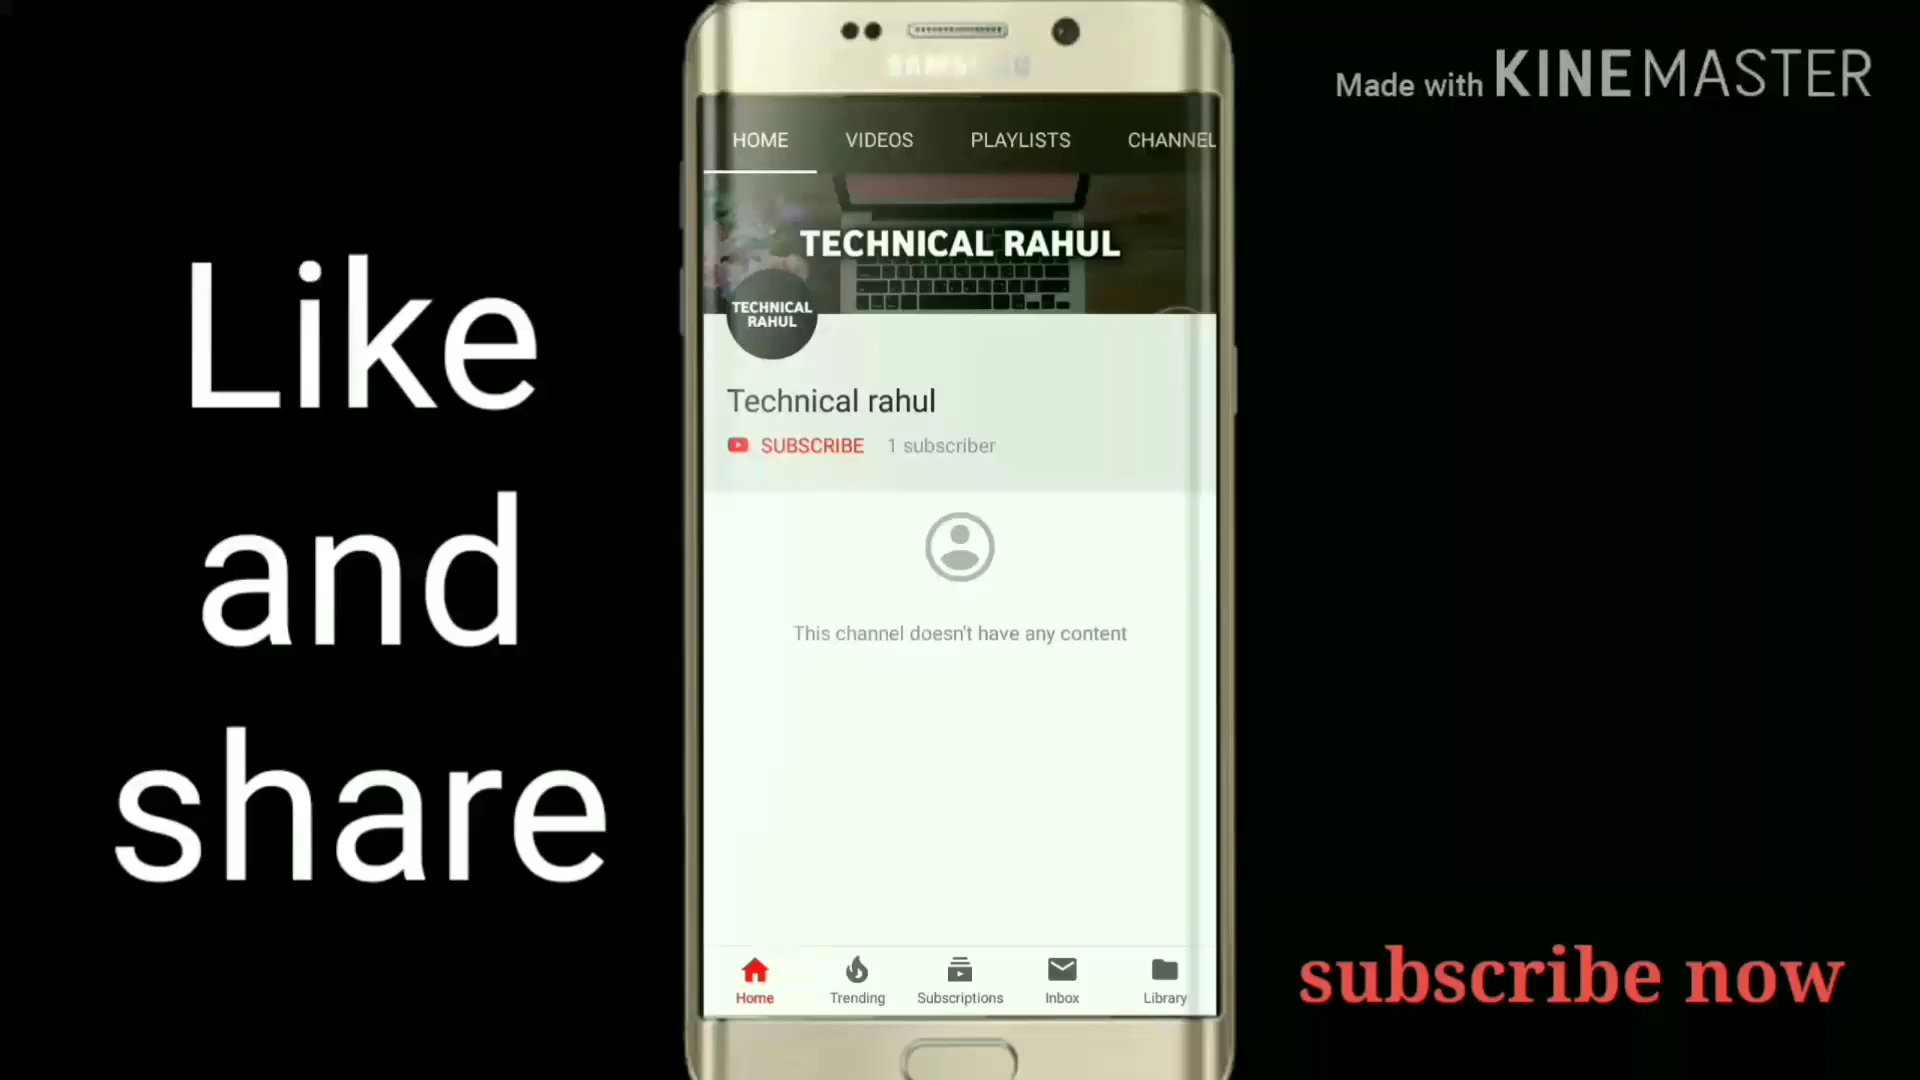 Made with KINEMASTER
SAMSUNG
HOME VIDEOS PLAYLISTS CHANNEL
TECHNICAL RAHUL
TECHNICAL
RAHUL
Technical rahul
SUBSCRIBE 1 subscriber
This channel doesn't have any content
Home Trending Subscriptions Inbox Library
Like
and
share
subscribe now